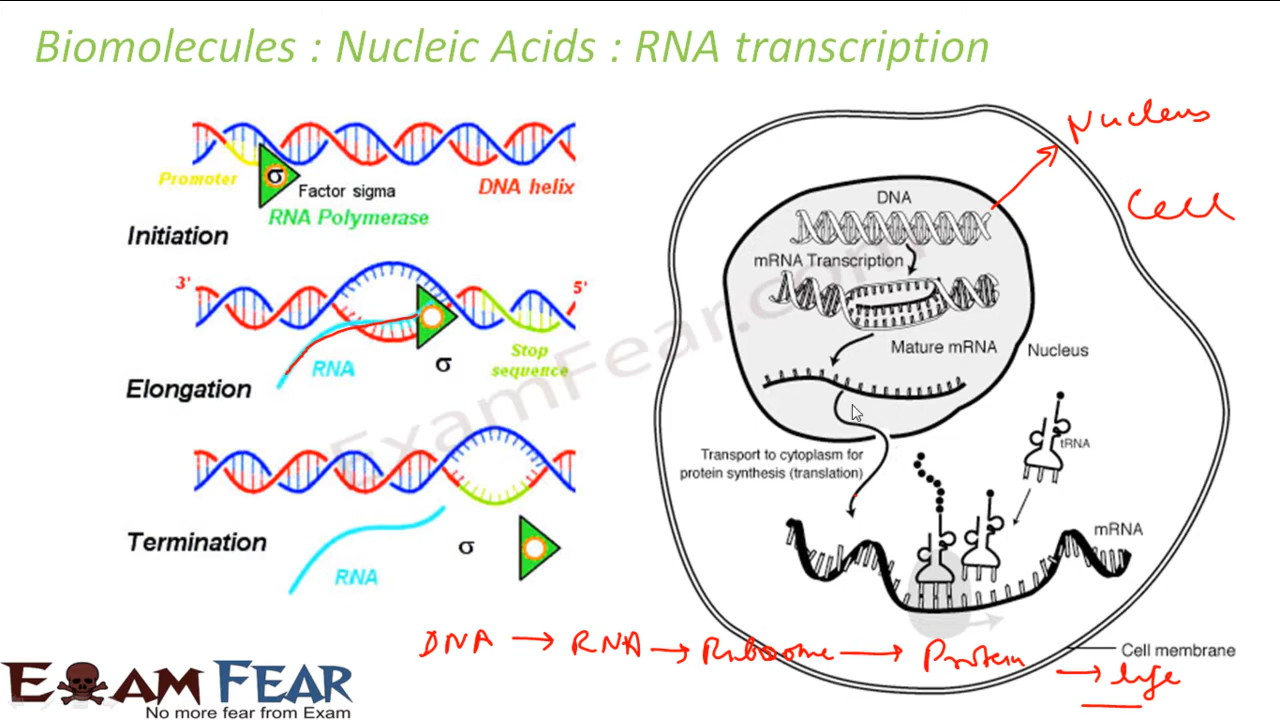 Biomolecules : Nucleic Acids : RNA transcription
Promoter
σ
Factor sigma
DNA helix
RNA Polymerase
Initiation
3'
5'
RNA
σ
Stop
sequence
Elongation
Termination
σ
RNA
Nucleus
Cell
DNA
mRNA Transcription
Mature mRNA
Nucleus
Transport to cytoplasm for
protein synthesis (translation)
tRNA
mRNA
Cell membrane
DNA → RNA → Ribosome → Protein → life
ExamFear.com
EXAM FEAR
No more fear from Exam